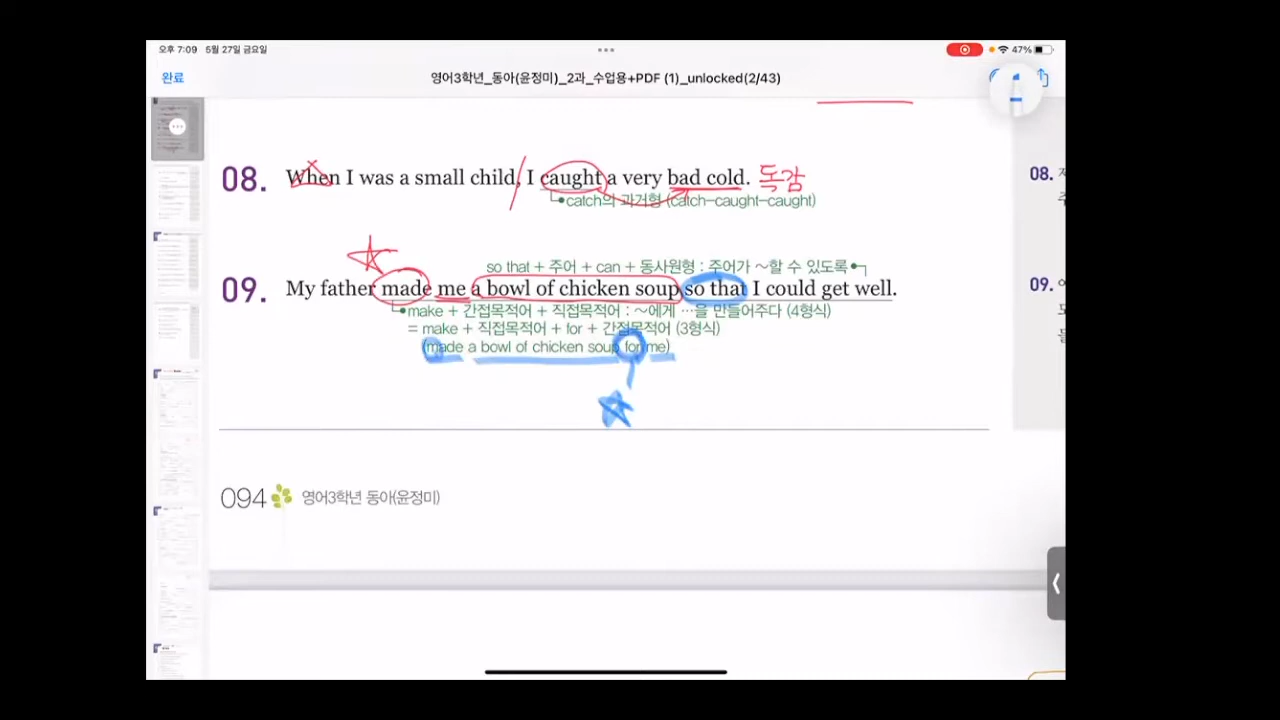 오후 7:09 5월 27일 금요일
47%
완료
영어3학년_동아(윤정미)_2과_수업용+PDF (1)_unlocked(2/43)
08. When I was a small child, I caught a very bad cold. 독감
catch의 과거형 (catch–caught–caught)
so that + 주어 + can + 동사원형 : 주어가 ~할 수 있도록
09. My father made me a bowl of chicken soup so that I could get well.
make + 간접목적어 + 직접목적어 : ~에게 …을 만들어주다 (4형식)
= make + 직접목적어 + for + 간접목적어 (3형식)
(made a bowl of chicken soup for me)
094 영어3학년 동아(윤정미)
08.
09.